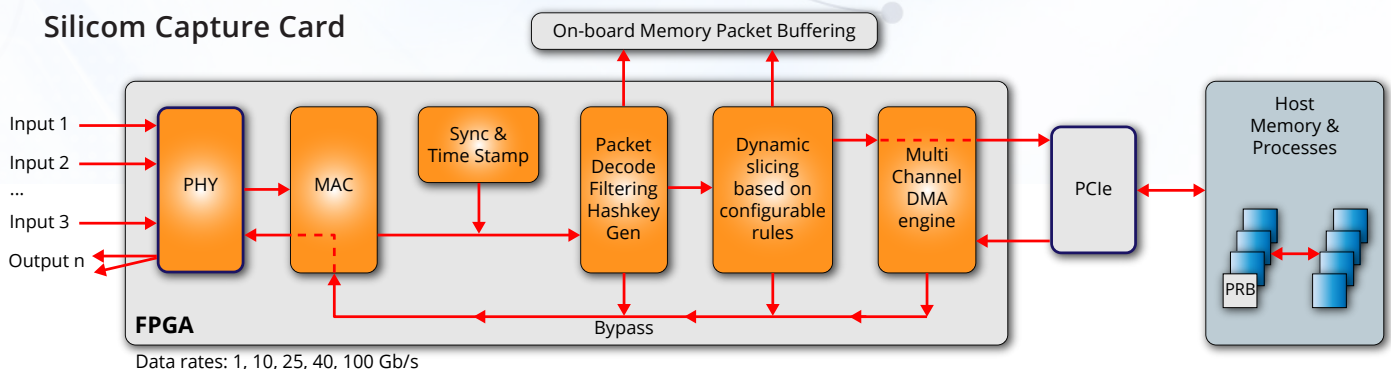 Silicom Capture Card
On-board Memory Packet Buffering
Input 1
Input 2
...
Input 3
Output n
PHY
MAC
Sync &
Time Stamp
Packet
Decode
Filtering
Hashkey
Gen
Dynamic
slicing
based on
configurable
rules
Multi
Channel
DMA
engine
PCIe
Host
Memory &
Processes
PRB
Bypass
FPGA
Data rates: 1, 10, 25, 40, 100 Gb/s